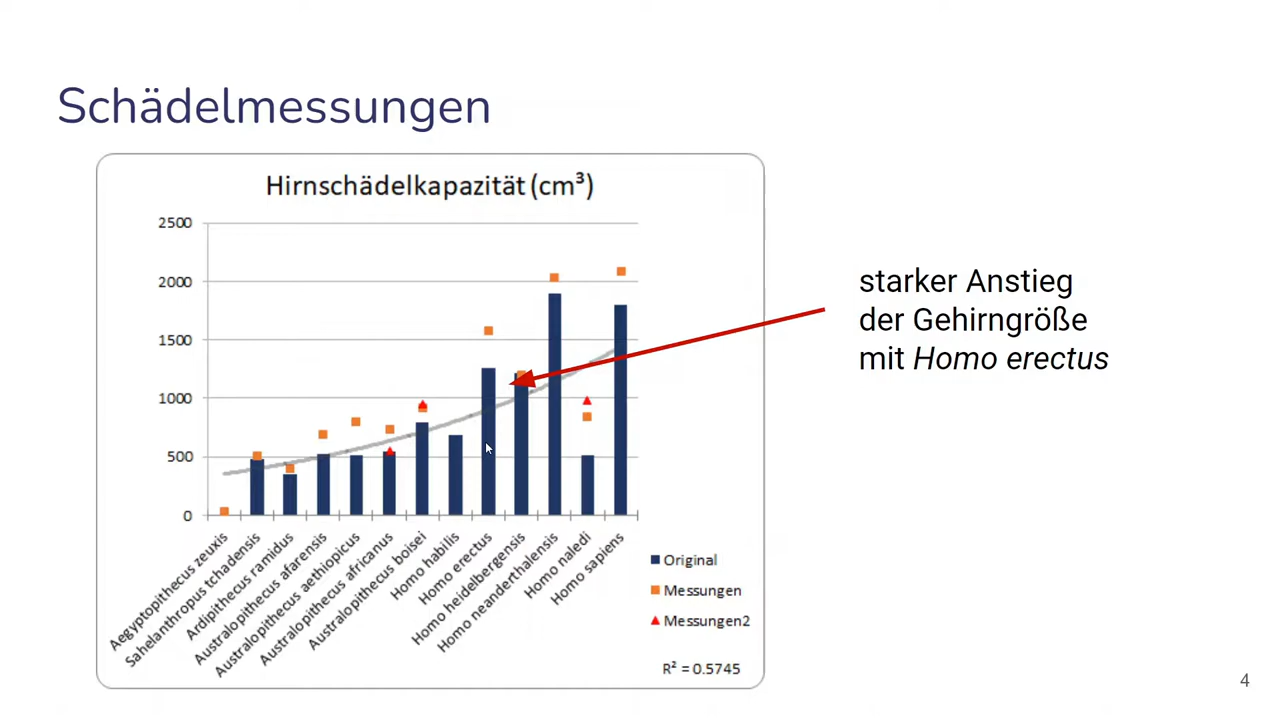 Schädelmessungen
Hirnschädelkapazität (cm³)
2500
2000
1500
1000
500
0
Aegyptopithecus zeuxis
Sahelanthropus tchadensis
Ardipithecus ramidus
Australopithecus afarensis
Australopithecus aethiopicus
Australopithecus africanus
Australopithecus boisei
Homo habilis
Homo erectus
Homo heidelbergensis
Homo neanderthalensis
Homo naledi
Homo sapiens
Original
Messungen
Messungen2
R² = 0.5745
starker Anstieg
der Gehirngröße
mit Homo erectus
4